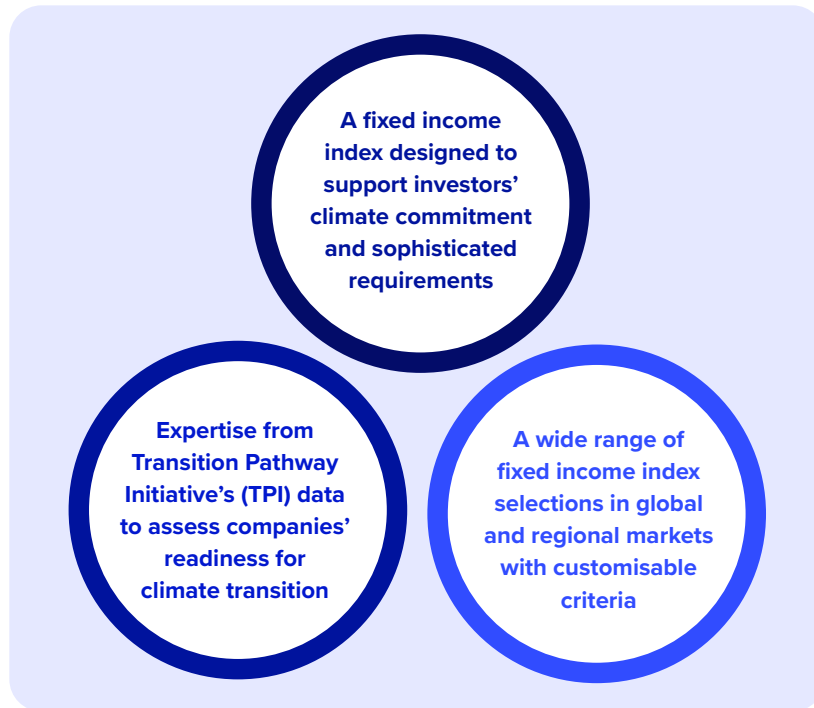 A fixed income
index designed to
support investors’
climate commitment
and sophisticated
requirements
Expertise from
Transition Pathway
Initiative’s (TPI) data
to assess companies’
readiness for
climate transition
A wide range of
fixed income index
selections in global
and regional markets
with customisable
criteria